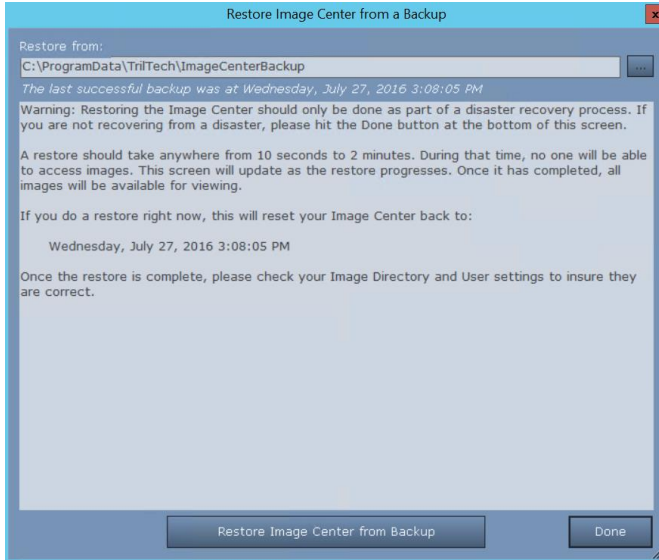 Restore Image Center from a Backup
x
Restore from:
C:\ProgramData\TrilTech\ImageCenterBackup
...
The last successful backup was at Wednesday, July 27, 2016 3:08:05 PM
Warning: Restoring the Image Center should only be done as part of a disaster recovery process. If
you are not recovering from a disaster, please hit the Done button at the bottom of this screen.
A restore should take anywhere from 10 seconds to 2 minutes. During that time, no one will be able
to access images. This screen will update as the restore progresses. Once it has completed, all
images will be available for viewing.
If you do a restore right now, this will reset your Image Center back to:
Wednesday, July 27, 2016 3:08:05 PM
Once the restore is complete, please check your Image Directory and User settings to insure they
are correct.
Restore Image Center from Backup
Done